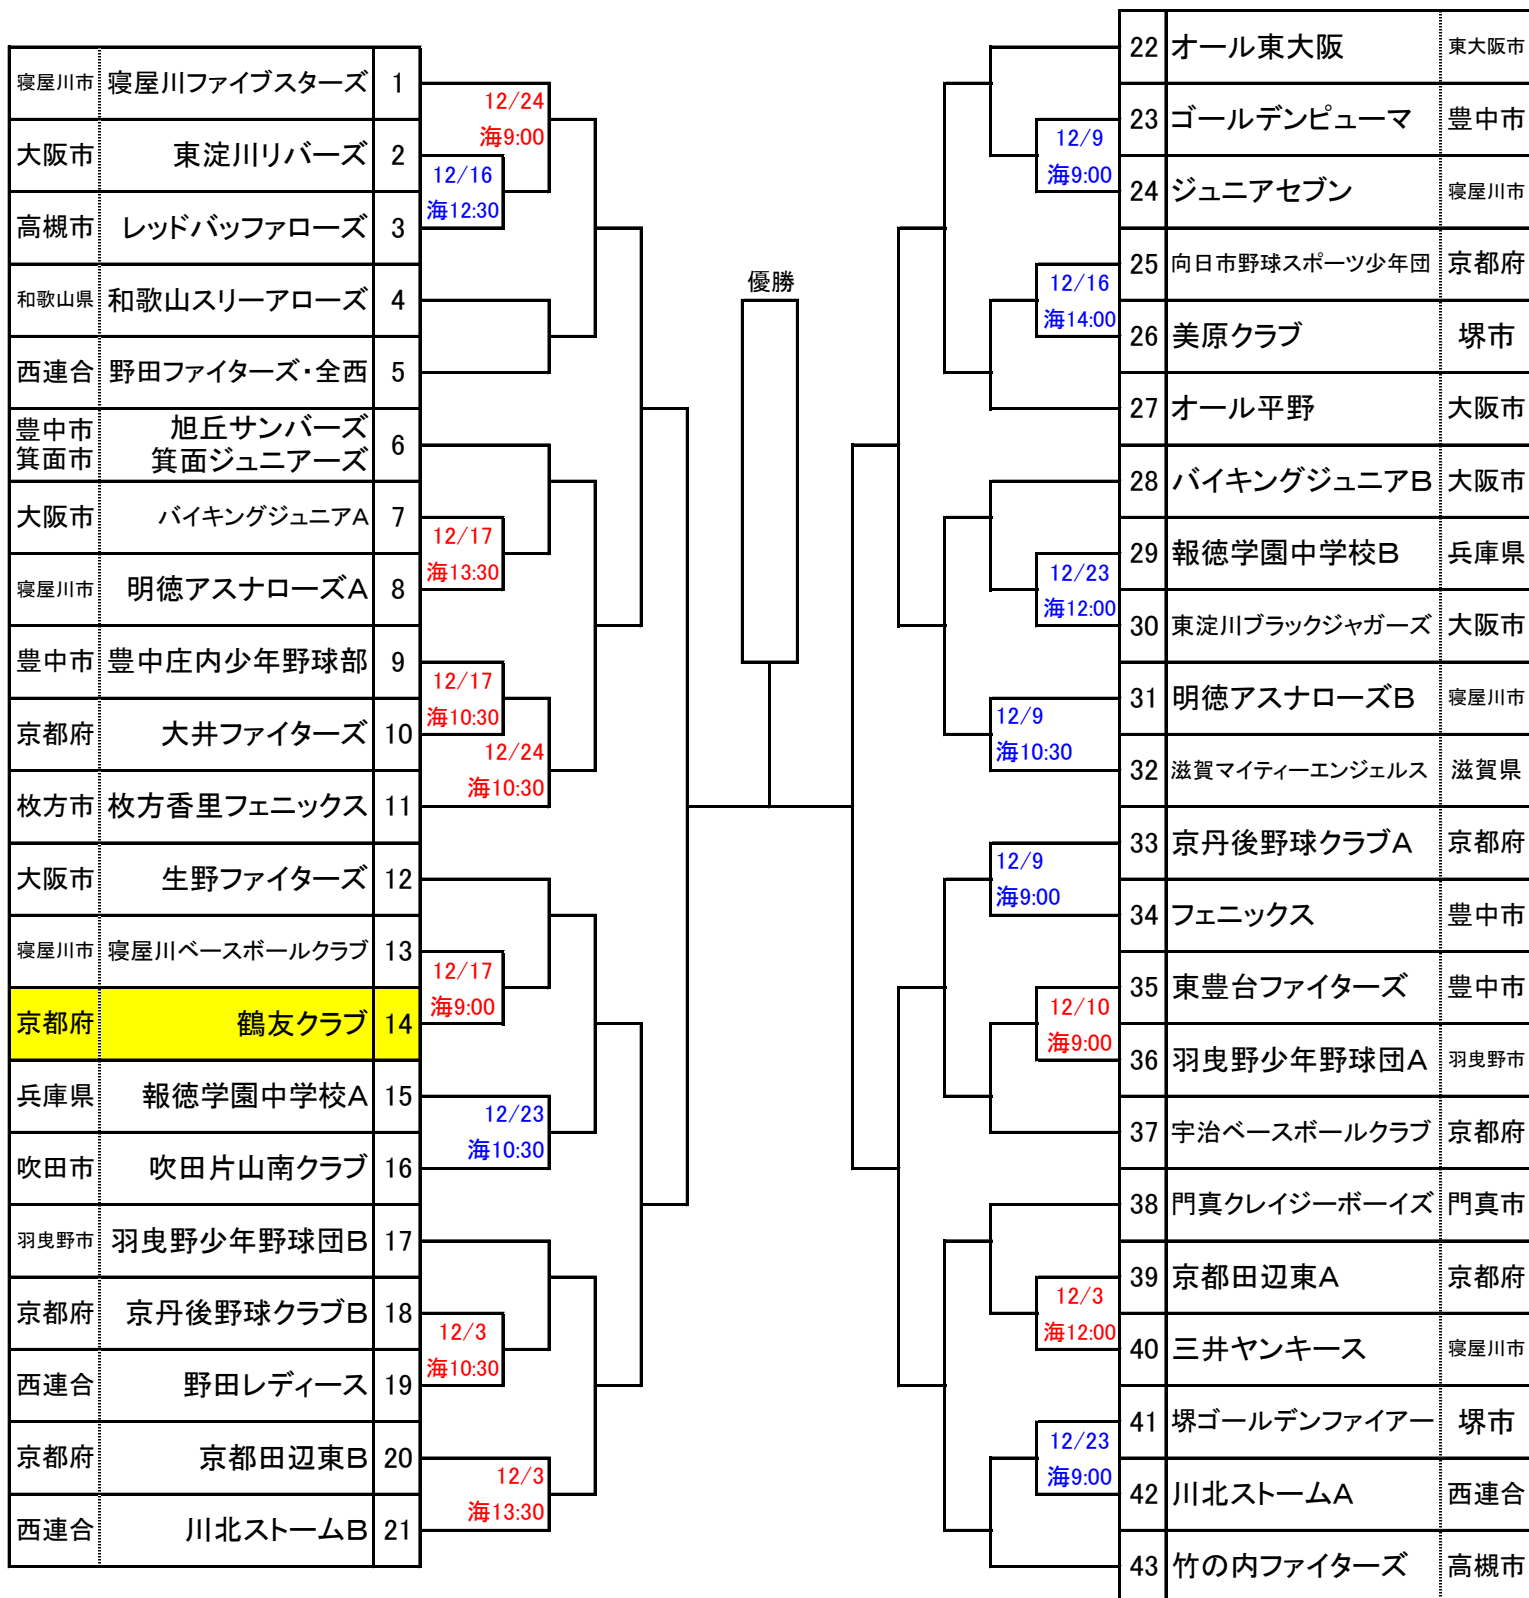 寝屋川市 寝屋川ファイブスターズ 1
大阪市 東淀川リバーズ 2
高槻市 レッドバッファローズ 3
和歌山県 和歌山スリーアローズ 4
西連合 野田ファイターズ・全西 5
豊中市 旭丘サンバーズ
箕面市 箕面ジュニアーズ 6
大阪市 バイキングジュニアA 7
寝屋川市 明徳アスナローズA 8
豊中市 豊中庄内少年野球部 9
京都府 大井ファイターズ 10
枚方市 枚方香里フェニックス 11
大阪市 生野ファイターズ 12
寝屋川市 寝屋川ベースボールクラブ 13
京都府 鶴友クラブ 14
兵庫県 報徳学園中学校A 15
吹田市 吹田片山南クラブ 16
羽曳野市 羽曳野少年野球団B 17
京都府 京丹後野球クラブB 18
西連合 野田レディース 19
京都府 京都田辺東B 20
西連合 川北ストームB 21
12/24
海9:00
12/16
海12:30
12/17
海13:30
12/17
海10:30
12/24
海10:30
12/17
海9:00
12/23
海10:30
12/3
海10:30
12/3
海13:30
優勝
12/9
海9:00
12/16
海14:00
12/23
海12:00
12/9
海10:30
12/9
海9:00
12/10
海9:00
12/3
海12:00
12/23
海9:00
22 オール東大阪 東大阪市
23 ゴールデンピューマ 豊中市
24 ジュニアセブン 寝屋川市
25 向日市野球スポーツ少年団 京都府
26 美原クラブ 堺市
27 オール平野 大阪市
28 バイキングジュニアB 大阪市
29 報徳学園中学校B 兵庫県
30 東淀川ブラックジャガーズ 大阪市
31 明徳アスナローズB 寝屋川市
32 滋賀マイティーエンジェルス 滋賀県
33 京丹後野球クラブA 京都府
34 フェニックス 豊中市
35 東豊台ファイターズ 豊中市
36 羽曳野少年野球団A 羽曳野市
37 宇治ベースボールクラブ 京都府
38 門真クレイジーボーイズ 門真市
39 京都田辺東A 京都府
40 三井ヤンキース 寝屋川市
41 堺ゴールデンファイアー 堺市
42 川北ストームA 西連合
43 竹の内ファイターズ 高槻市